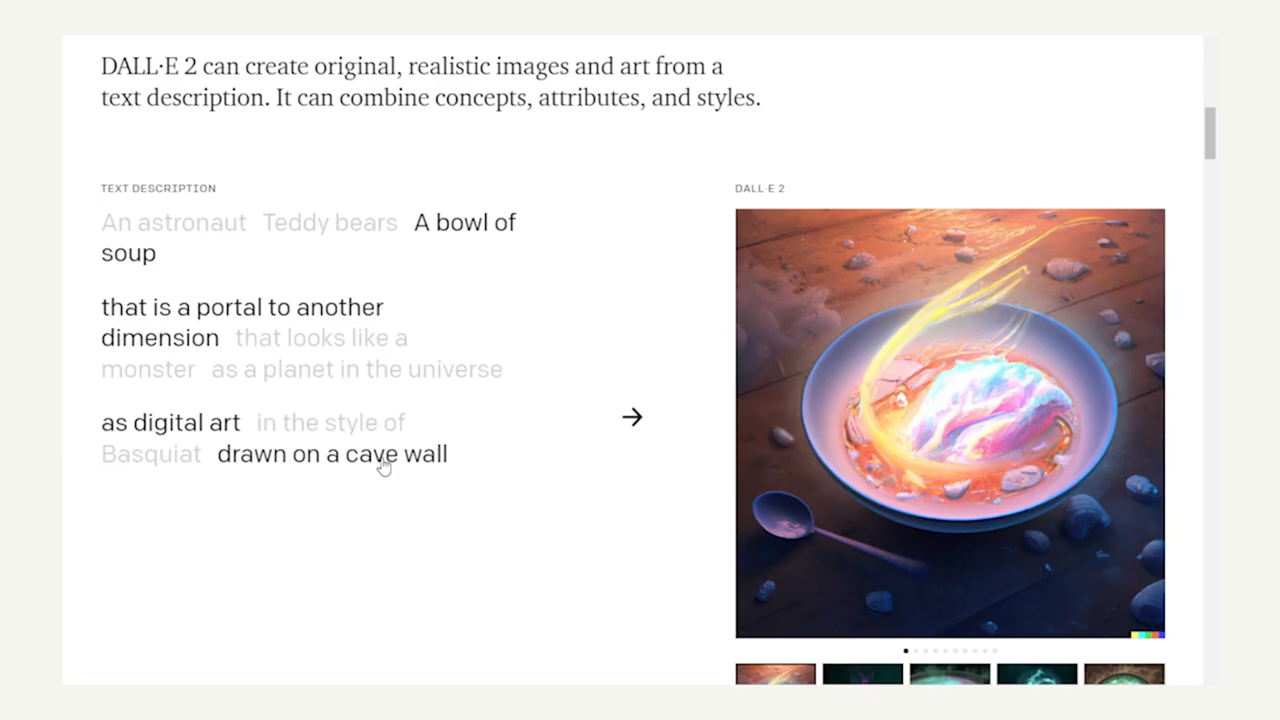 DALL·E 2 can create original, realistic images and art from a
text description. It can combine concepts, attributes, and styles.
TEXT DESCRIPTION
An astronaut Teddy bears A bowl of
soup
that is a portal to another
dimension that looks like a
monster as a planet in the universe
as digital art in the style of
Basquiat drawn on a cave wall
DALL·E 2